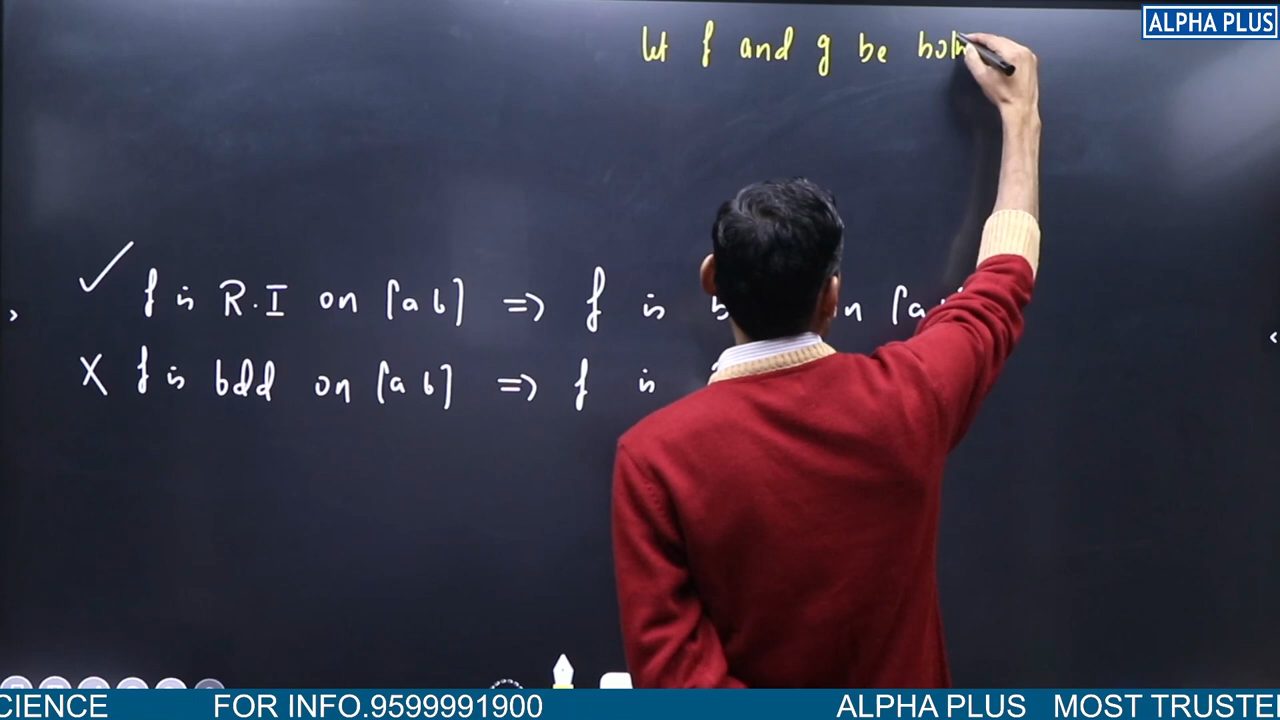 ALPHA PLUS
let f and g be both
✓ f is R.I on [a b] => f is b n [a
X f is bdd on [a b] => f is
CIENCE FOR INFO.9599991900 ALPHA PLUS MOST TRUSTE